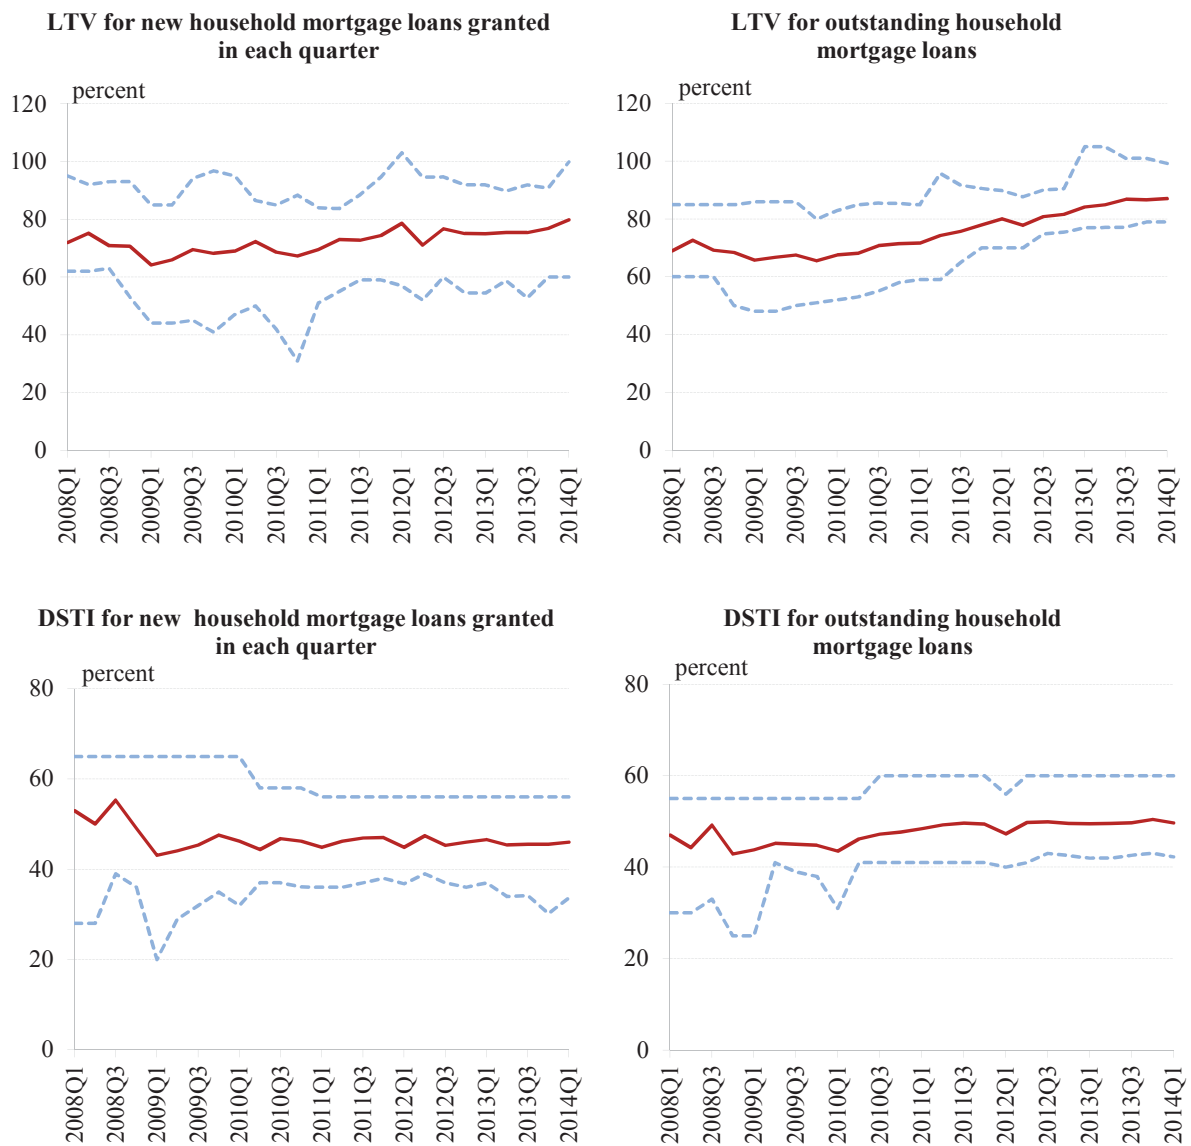 LTV for new household mortgage loans granted
in each quarter
percent
120
100
80
60
40
20
0
2008Q1
2008Q3
2009Q1
2009Q3
2010Q1
2010Q3
2011Q1
2011Q3
2012Q1
2012Q3
2013Q1
2013Q3
2014Q1
LTV for outstanding household
mortgage loans
percent
120
100
80
60
40
20
0
2008Q1
2008Q3
2009Q1
2009Q3
2010Q1
2010Q3
2011Q1
2011Q3
2012Q1
2012Q3
2013Q1
2013Q3
2014Q1
DSTI for new household mortgage loans granted
in each quarter
percent
80
60
40
20
0
2008Q1
2008Q3
2009Q1
2009Q3
2010Q1
2010Q3
2011Q1
2011Q3
2012Q1
2012Q3
2013Q1
2013Q3
2014Q1
DSTI for outstanding household
mortgage loans
percent
80
60
40
20
0
2008Q1
2008Q3
2009Q1
2009Q3
2010Q1
2010Q3
2011Q1
2011Q3
2012Q1
2012Q3
2013Q1
2013Q3
2014Q1